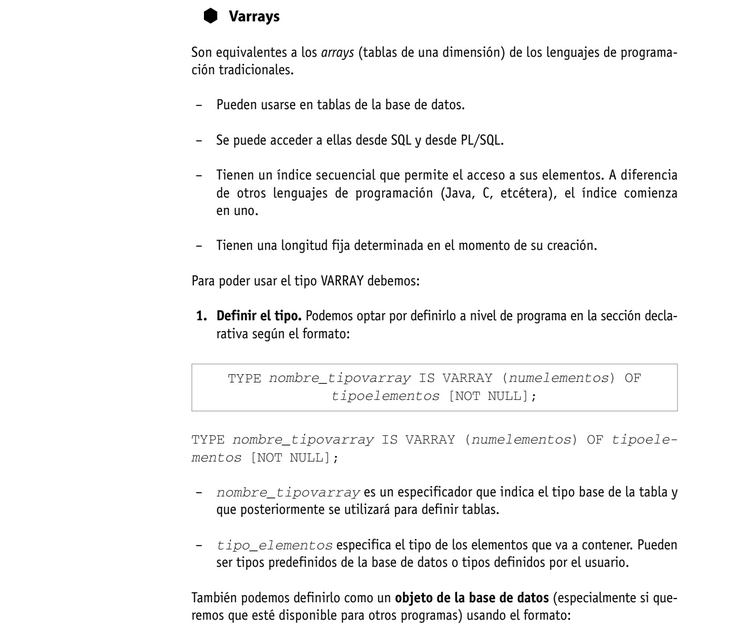 Varrays
Son equivalentes a los arrays (tablas de una dimensión) de los lenguajes de programa-
ción tradicionales.
– Pueden usarse en tablas de la base de datos.
– Se puede acceder a ellas desde SQL y desde PL/SQL.
– Tienen un índice secuencial que permite el acceso a sus elementos. A diferencia
de otros lenguajes de programación (Java, C, etcétera), el índice comienza
en uno.
– Tienen una longitud fija determinada en el momento de su creación.
Para poder usar el tipo VARRAY debemos:
1. Definir el tipo. Podemos optar por definirlo a nivel de programa en la sección decla-
rativa según el formato:
TYPE nombre_tipovarray IS VARRAY (numelementos) OF
tipoelementos [NOT NULL];
TYPE nombre_tipovarray IS VARRAY (numelementos) OF tipoele-
mentos [NOT NULL];
– nombre_tipovarray es un especificador que indica el tipo base de la tabla y
que posteriormente se utilizará para definir tablas.
– tipo_elementos especifica el tipo de los elementos que va a contener. Pueden
ser tipos predefinidos de la base de datos o tipos definidos por el usuario.
También podemos definirlo como un objeto de la base de datos (especialmente si que-
remos que esté disponible para otros programas) usando el formato: